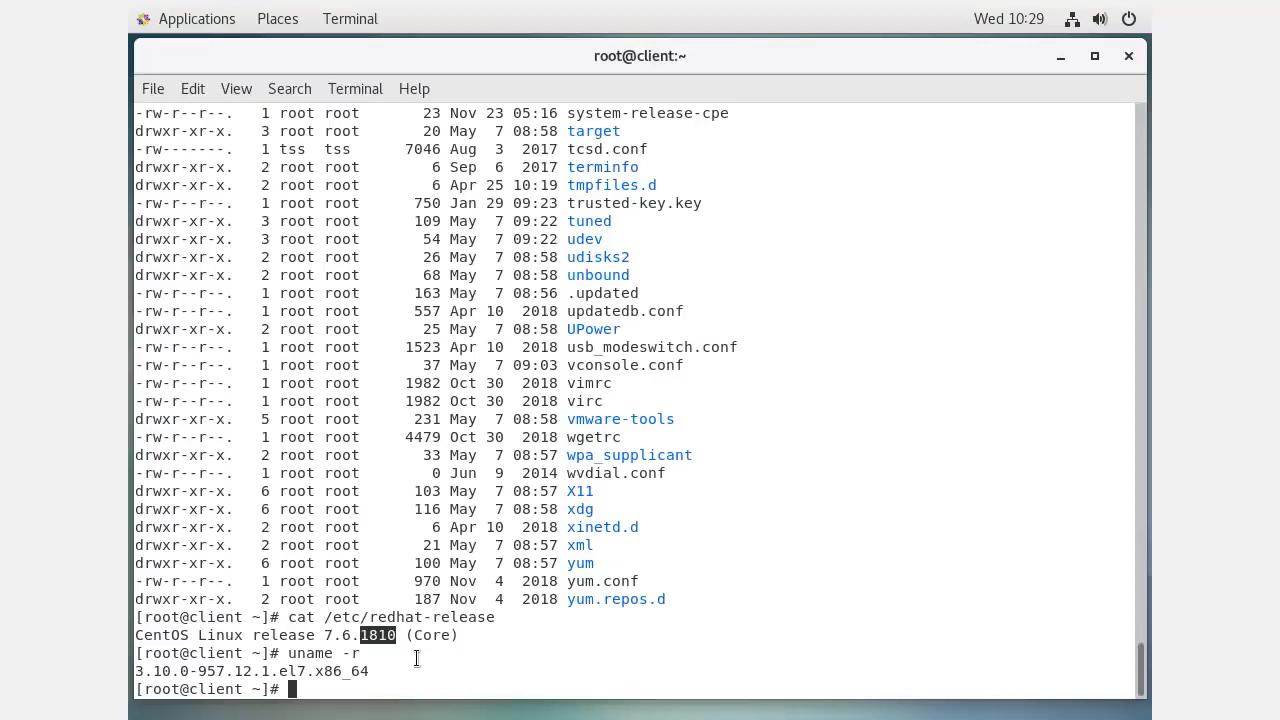 Applications Places Terminal Wed 10:29
root@client:~
File Edit View Search Terminal Help
-rw-r--r--. 1 root root 23 Nov 23 05:16 system-release-cpe
drwxr-xr-x. 3 root root 20 May 7 08:58 target
-rw-------. 1 tss tss 7046 Aug 3 2017 tcsd.conf
drwxr-xr-x. 2 root root 6 Sep 6 2017 terminfo
drwxr-xr-x. 2 root root 6 Apr 25 10:19 tmpfiles.d
-rw-r--r--. 1 root root 750 Jan 29 09:23 trusted-key.key
drwxr-xr-x. 3 root root 109 May 7 09:22 tuned
drwxr-xr-x. 3 root root 54 May 7 09:22 udev
drwxr-xr-x. 2 root root 26 May 7 08:58 udisks2
drwxr-xr-x. 2 root root 68 May 7 08:58 unbound
-rw-r--r--. 1 root root 163 May 7 08:56 .updated
-rw-r--r--. 1 root root 557 Apr 10 2018 updatedb.conf
drwxr-xr-x. 2 root root 25 May 7 08:58 UPower
-rw-r--r--. 1 root root 1523 Apr 10 2018 usb_modeswitch.conf
-rw-r--r--. 1 root root 37 May 7 09:03 vconsole.conf
-rw-r--r--. 1 root root 1982 Oct 30 2018 vimrc
-rw-r--r--. 1 root root 1982 Oct 30 2018 virc
drwxr-xr-x. 5 root root 231 May 7 08:58 vmware-tools
-rw-r--r--. 1 root root 4479 Oct 30 2018 wgetrc
drwxr-xr-x. 2 root root 33 May 7 08:57 wpa_supplicant
-rw-r--r--. 1 root root 0 Jun 9 2014 wvdial.conf
drwxr-xr-x. 6 root root 103 May 7 08:57 X11
drwxr-xr-x. 6 root root 116 May 7 08:58 xdg
drwxr-xr-x. 2 root root 6 Apr 10 2018 xinetd.d
drwxr-xr-x. 2 root root 21 May 7 08:57 xml
drwxr-xr-x. 6 root root 100 May 7 08:57 yum
-rw-r--r--. 1 root root 970 Nov 4 2018 yum.conf
drwxr-xr-x. 2 root root 187 Nov 4 2018 yum.repos.d
[root@client ~]# cat /etc/redhat-release
CentOS Linux release 7.6.1810 (Core)
[root@client ~]# uname -r
3.10.0-957.12.1.el7.x86_64
[root@client ~]#